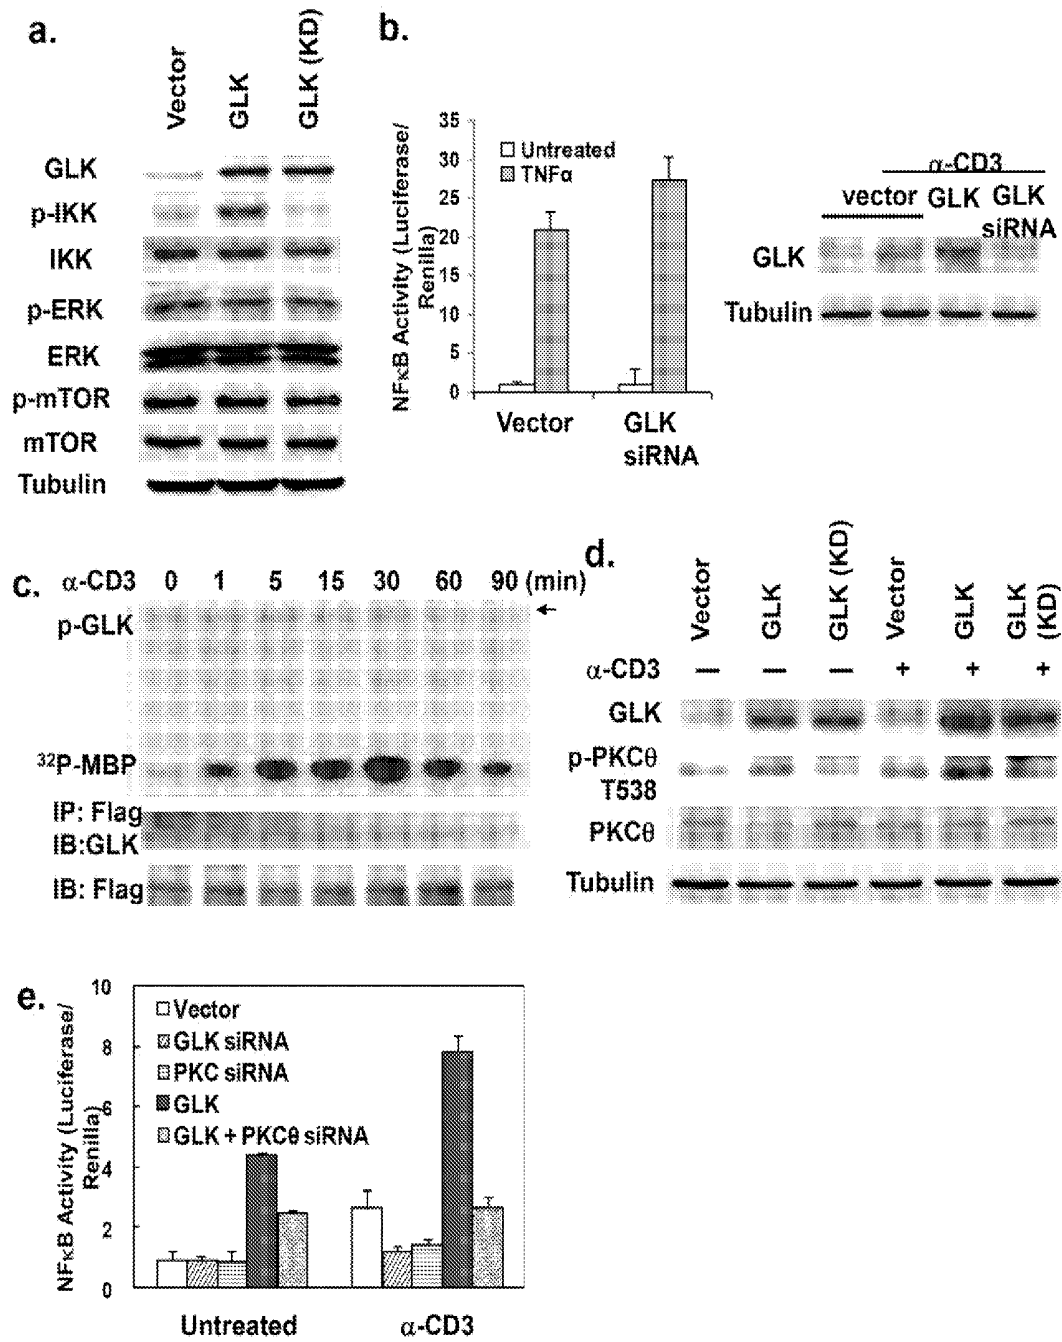 a.
Vector
GLK
GLK (KD)
GLK
p-IKK
IKK
p-ERK
ERK
p-mTOR
mTOR
Tubulin
b.
NFκB Activity (Luciferase/
Renilla)
35
30
25
20
15
10
5
0
Untreated
TNFα
Vector
GLK
siRNA
α-CD3
vector
GLK
GLK
siRNA
GLK
Tubulin
c.
α-CD3 0 1 5 15 30 60 90 (min)
p-GLK
32P-MBP
IP: Flag
IB:GLK
IB: Flag
d.
Vector
GLK
GLK (KD)
Vector
GLK
GLK
(KD)
α-CD3 − − − + + +
GLK
p-PKCθ
T538
PKCθ
Tubulin
e.
NFκB Activity (Luciferase/
Renilla)
10
8
6
4
2
0
Vector
GLK siRNA
PKC siRNA
GLK
GLK + PKCθ siRNA
Untreated
α-CD3